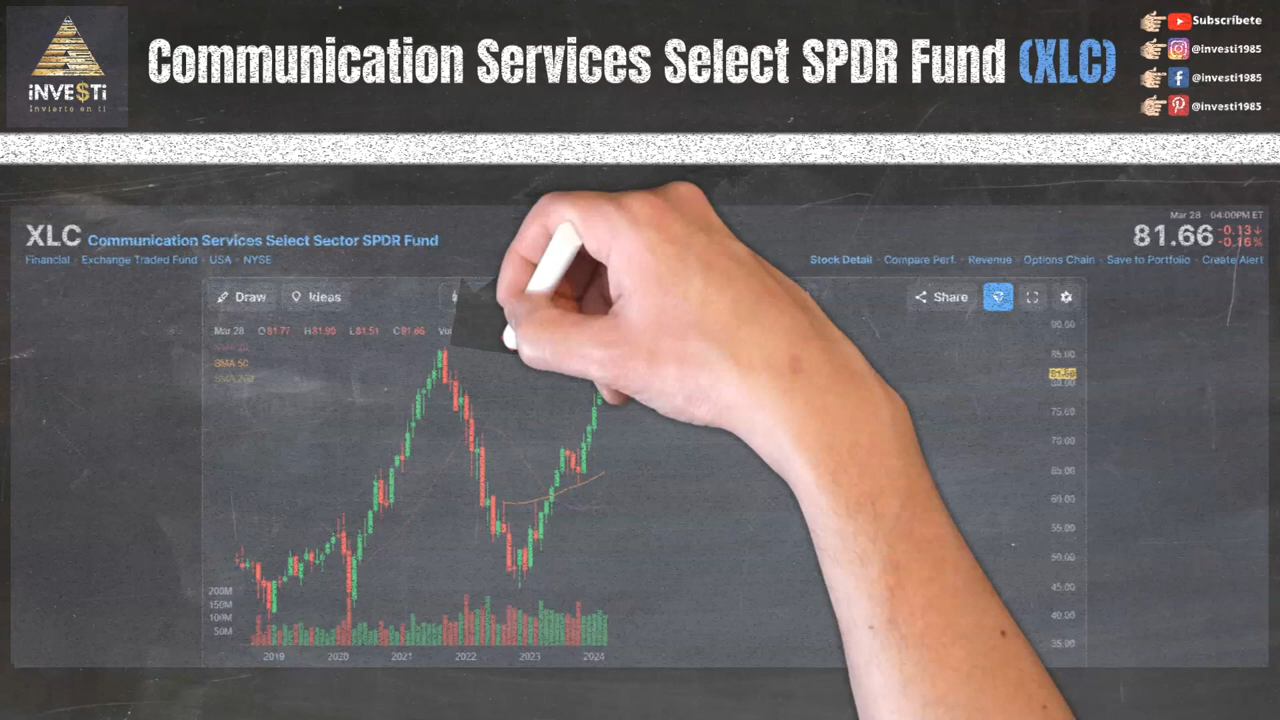 Communication Services Select SPDR Fund (XLC)
iNVE$Ti
Invierte en ti
Subscríbete
@investi1985
@investi1985
@investi1985
Mar 28 · 04:00PM ET
XLC Communication Services Select Sector SPDR Fund
81.66 -0.13↓
-0.16%
Financial · Exchange Traded Fund · USA · NYSE
Stock Detail · Compare Perf. · Revenue · Options Chain · Save to Portfolio · Create Alert
Draw
Ideas
Share
Mar 28 O81.77 H81.90 L81.51 C81.66
SMA 50
SMA 200
90.00
85.00
81.66
80.00
75.00
70.00
65.00
60.00
55.00
50.00
45.00
40.00
35.00
200M
150M
100M
50M
2019 2020 2021 2022 2023 2024